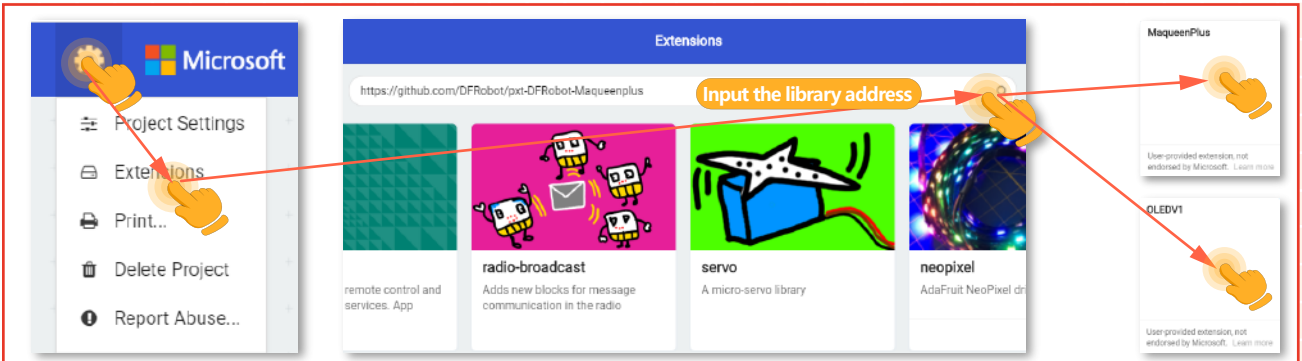 Microsoft
Project Settings
Extensions
Print...
Delete Project
Report Abuse...
Extensions
https://github.com/DFRobot/pxt-DFRobot-Maqueenplus
Input the library address
remote control and
services. App
radio-broadcast
Adds new blocks for message
communication in the radio
servo
A micro-servo library
neopixel
AdaFruit NeoPixel
MaqueenPlus
User-provided extension, not
endorsed by Microsoft. Learn more
OLEDV1
User-provided extension, not
endorsed by Microsoft. Learn more